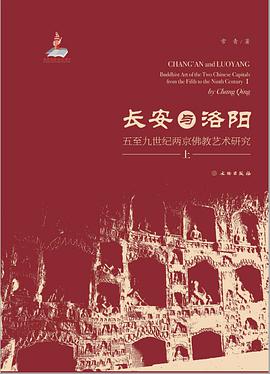 常 青 / 著
CHANG'AN and LUOYANG
Buddhist Art of the Two Chinese Capitals
from the Fifth to the Ninth Century I
by Chang Qing
长安与洛阳
五至九世纪两京佛教艺术研究
上
文物出版社